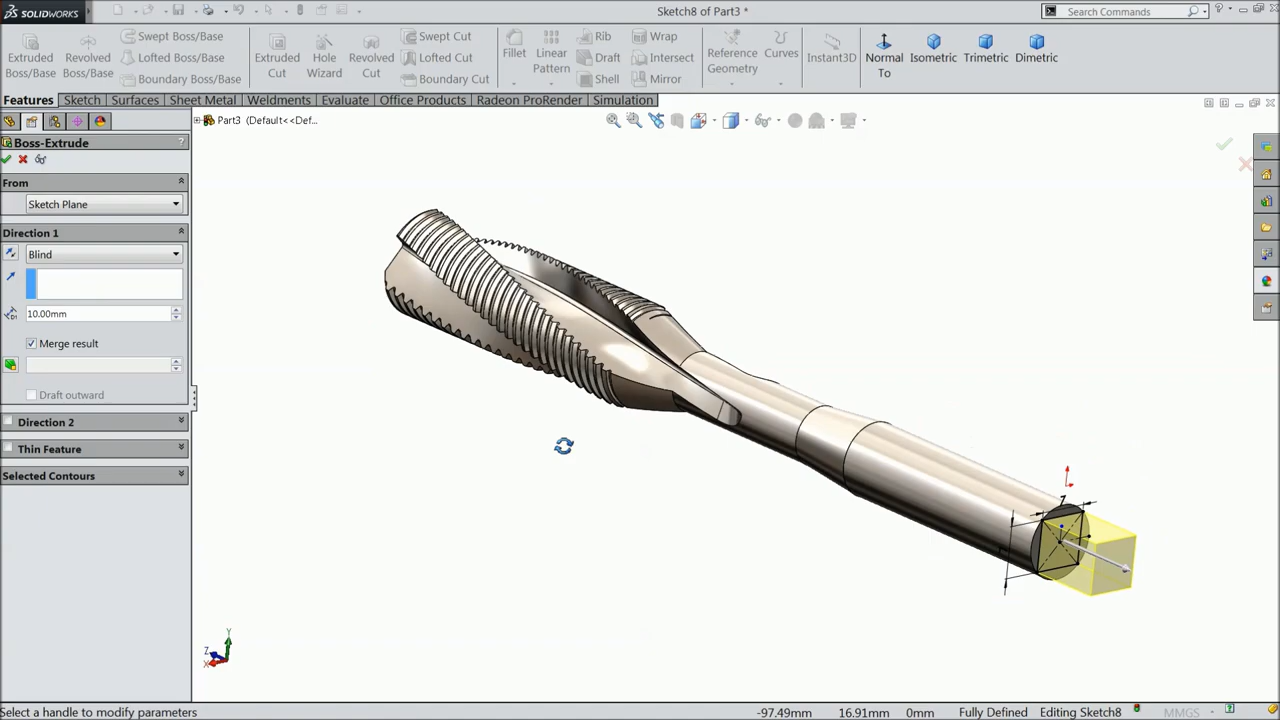 SOLIDWORKS
Sketch8 of Part3 *
Search Commands
Extruded Boss/Base
Revolved Boss/Base
Swept Boss/Base
Lofted Boss/Base
Boundary Boss/Base
Extruded Cut
Hole Wizard
Revolved Cut
Swept Cut
Lofted Cut
Boundary Cut
Fillet
Linear Pattern
Rib
Draft
Shell
Wrap
Intersect
Mirror
Reference Geometry
Curves
Instant3D
Normal To
Isometric
Trimetric
Dimetric
Features Sketch Surfaces Sheet Metal Weldments Evaluate Office Products Radeon ProRender Simulation
Part3 (Default<<Def...
Boss-Extrude ?
From
Sketch Plane
Direction 1
Blind
D1
10.00mm
Merge result
Draft outward
Direction 2
Thin Feature
Selected Contours
7
Y
Z
X
Select a handle to modify parameters -97.49mm 16.91mm 0mm Fully Defined Editing Sketch8 MMGS ?